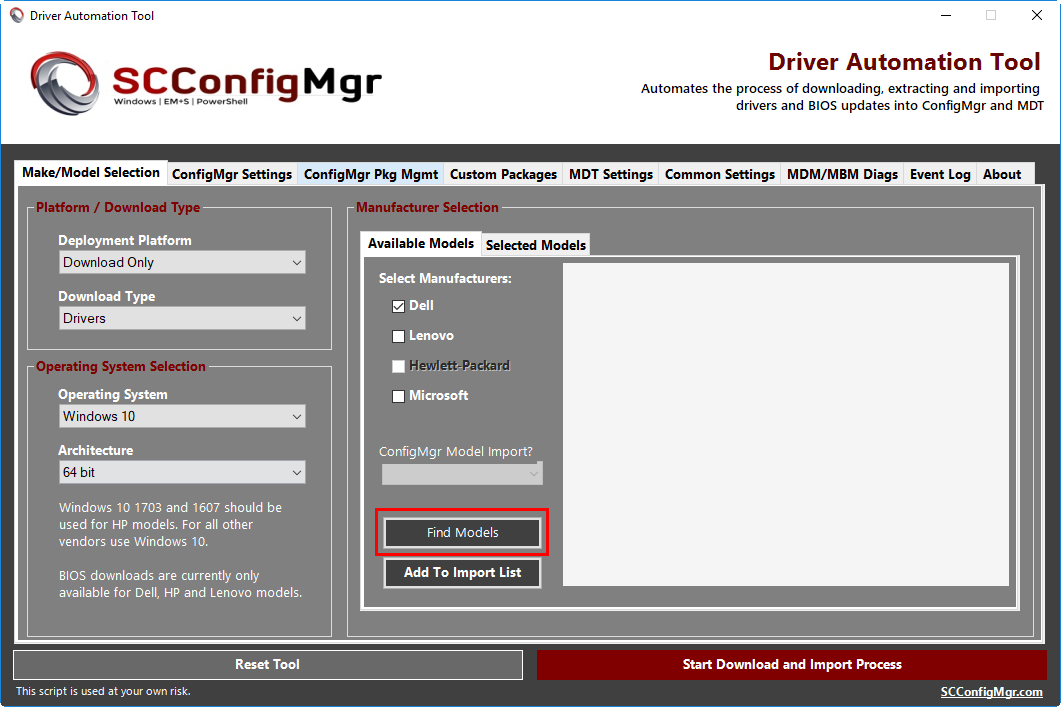 Driver Automation Tool
SCConfigMgr
Windows | EM+S | PowerShell
Driver Automation Tool
Automates the process of downloading, extracting and importing
drivers and BIOS updates into ConfigMgr and MDT
Make/Model Selection
ConfigMgr Settings
ConfigMgr Pkg Mgmt
Custom Packages
MDT Settings
Common Settings
MDM/MBM Diags
Event Log
About
Platform / Download Type
Deployment Platform
Download Only
Download Type
Drivers
Operating System Selection
Operating System
Windows 10
Architecture
64 bit
Windows 10 1703 and 1607 should be
used for HP models. For all other
vendors use Windows 10.
BIOS downloads are currently only
available for Dell, HP and Lenovo models.
Manufacturer Selection
Available Models
Selected Models
Select Manufacturers:
Dell
Lenovo
Hewlett-Packard
Microsoft
ConfigMgr Model Import?
Find Models
Add To Import List
Reset Tool
Start Download and Import Process
This script is used at your own risk.
SCConfigMgr.com